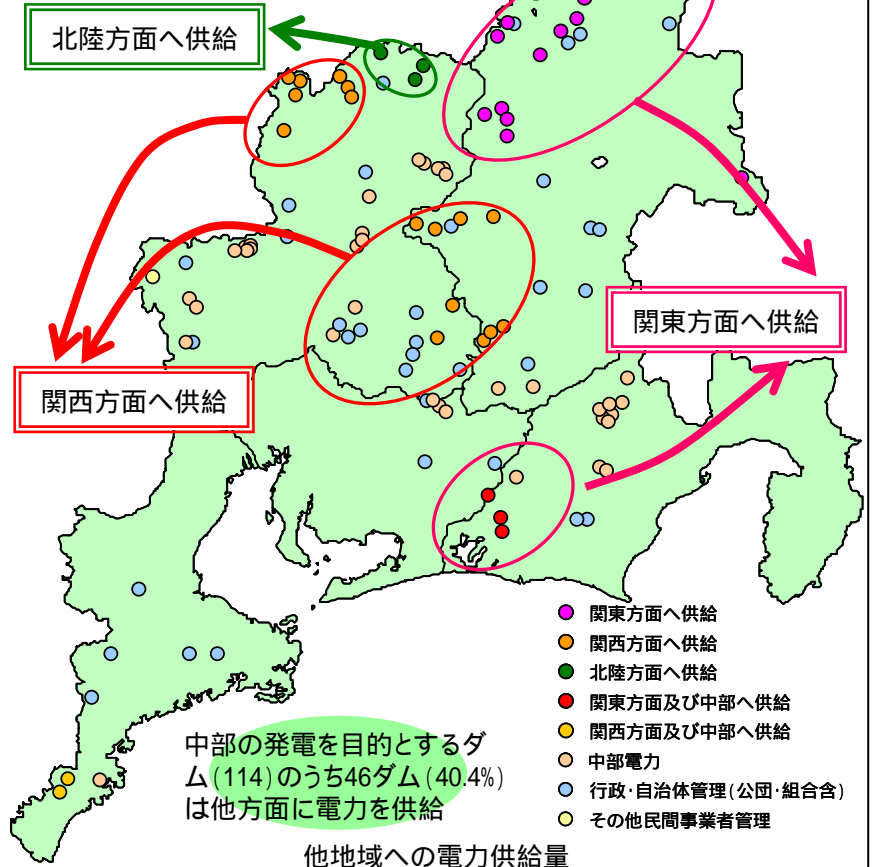 北陸方面へ供給
関東方面へ供給
関西方面へ供給
関東方面へ供給
関西方面へ供給
北陸方面へ供給
関東方面及び中部へ供給
関西方面及び中部へ供給
中部電力
行政・自治体管理(公団・組合含)
その他民間事業者管理
中部の発電を目的とするダ
ム(114)のうち46ダム(40.4%)
は他方面に電力を供給
他地域への電力供給量